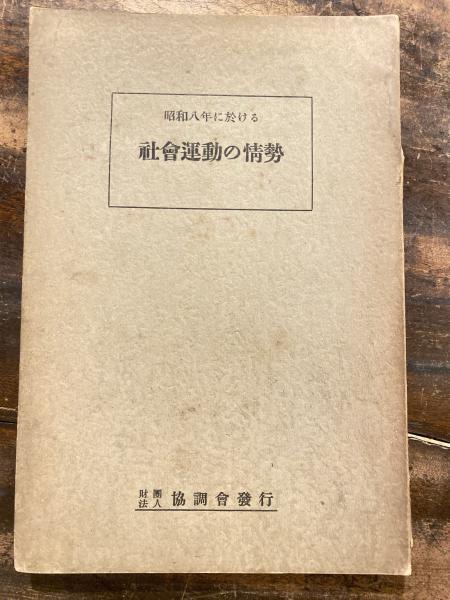 昭和八年に於ける
社會運動の情勢
財團法人 協調會發行